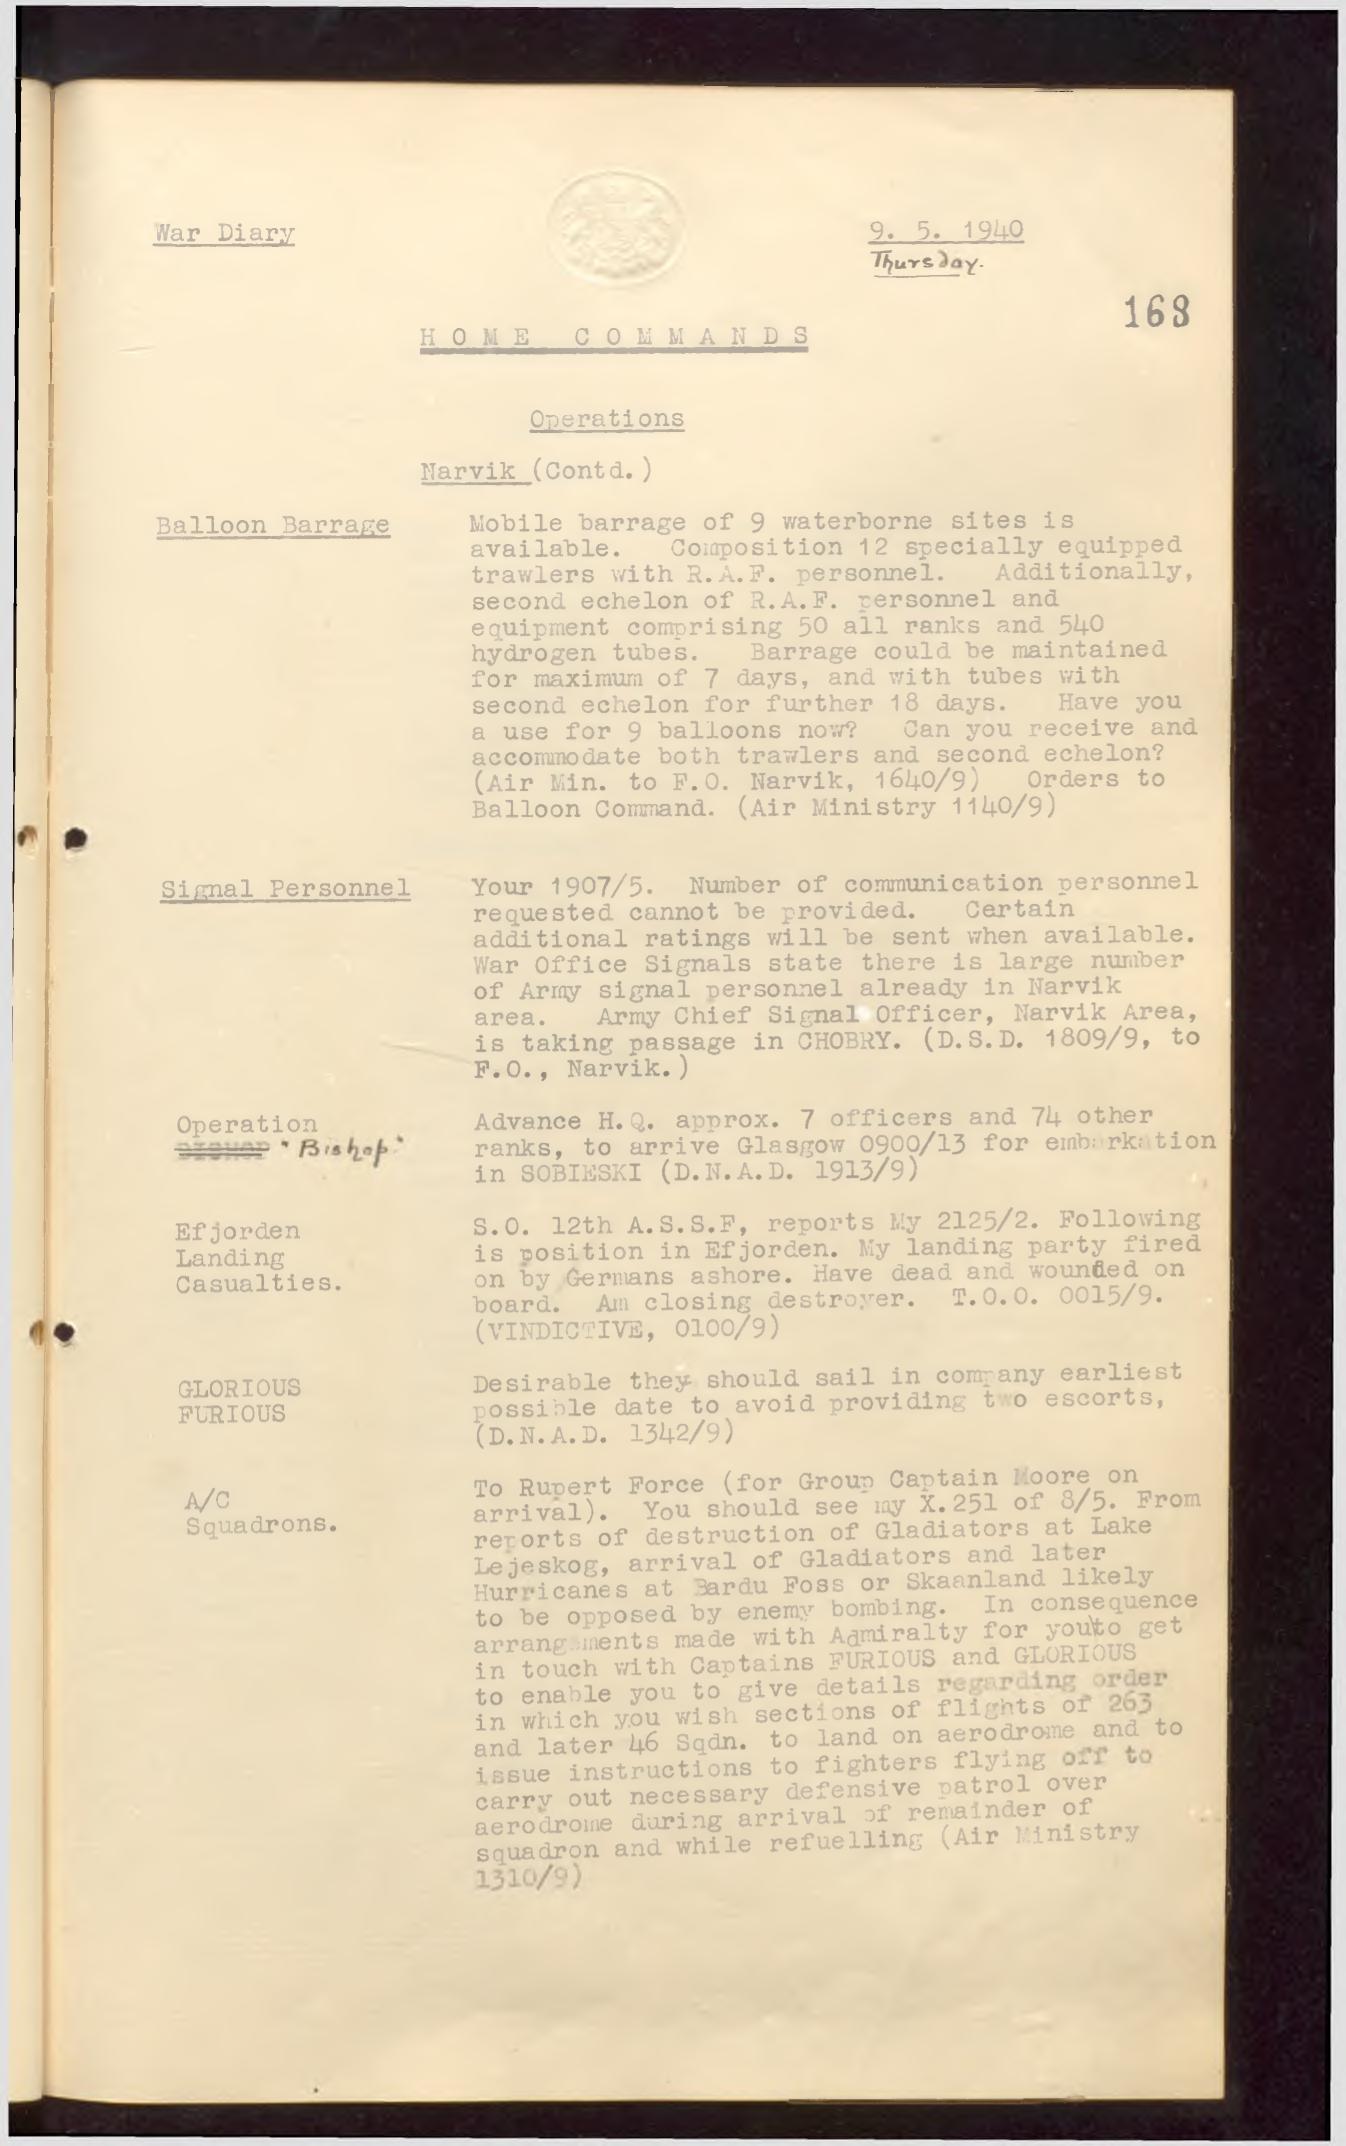 War Diary
9. 5. 1940
Thursday.
168
HOME COMMANDS
Operations
Narvik (Contd.)
Balloon Barrage
Mobile barrage of 9 waterborne sites is
available. Composition 12 specially equipped
trawlers with R.A.F. personnel. Additionally,
second echelon of R.A.F. personnel and
equipment comprising 50 all ranks and 540
hydrogen tubes. Barrage could be maintained
for maximum of 7 days, and with tubes with
second echelon for further 18 days. Have you
a use for 9 balloons now? Can you receive and
accommodate both trawlers and second echelon?
(Air Min. to F.O. Narvik, 1640/9) Orders to
Balloon Command. (Air Ministry 1140/9)
Signal Personnel
Your 1907/5. Number of communication personnel
requested cannot be provided. Certain
additional ratings will be sent when available.
War Office Signals state there is large number
of Army signal personnel already in Narvik
area. Army Chief Signal Officer, Narvik Area,
is taking passage in CHOBRY. (D.S.D. 1809/9, to
F.O., Narvik.)
Operation
"Bishop"
Advance H.Q. approx. 7 officers and 74 other
ranks, to arrive Glasgow 0900/13 for embarkation
in SOBIESKI (D.N.A.D. 1913/9)
Efjorden
Landing
Casualties.
S.O. 12th A.S.S.F, reports My 2125/2. Following
is position in Efjorden. My landing party fired
on by Germans ashore. Have dead and wounded on
board. Am closing destroyer. T.O.O. 0015/9.
(VINDICTIVE, 0100/9)
GLORIOUS
FURIOUS
Desirable they should sail in company earliest
possible date to avoid providing two escorts,
(D.N.A.D. 1342/9)
A/C
Squadrons.
To Rupert Force (for Group Captain Moore on
arrival). You should see my X.251 of 8/5. From
reports of destruction of Gladiators at Lake
Lejeskog, arrival of Gladiators and later
Hurricanes at Bardu Foss or Skaanland likely
to be opposed by enemy bombing. In consequence
arrangements made with Admiralty for you to get
in touch with Captains FURIOUS and GLORIOUS
to enable you to give details regarding order
in which you wish sections of flights of 263
and later 46 Sqdn. to land on aerodrome and to
issue instructions to fighters flying off to
carry out necessary defensive patrol over
aerodrome during arrival of remainder of
squadron and while refuelling (Air Ministry
1310/9)